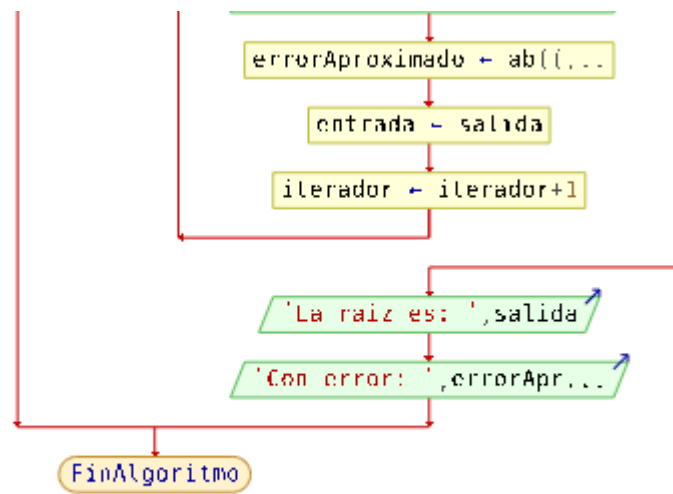 errorAproximado ← ab((,...
entrada ← salida
iterador ← iterador+1
'La raiz es: ',salida
'Con error: ',errorApr...
FinAlgoritmo